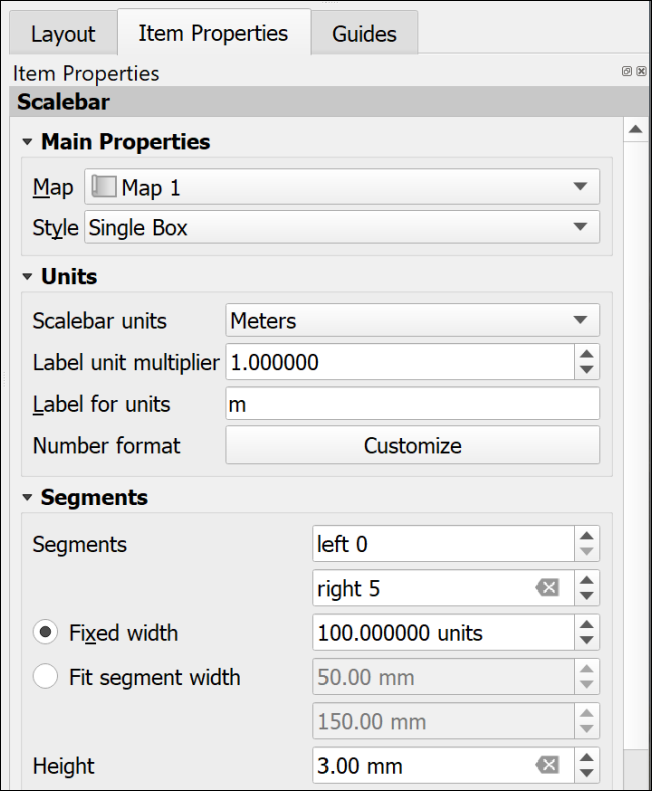 Layout Item Properties Guides
Item Properties
Scalebar
Main Properties
Map Map 1
Style Single Box
Units
Scalebar units Meters
Label unit multiplier 1.000000
Label for units m
Number format Customize
Segments
Segments left 0
right 5
Fixed width 100.000000 units
Fit segment width 50.00 mm
150.00 mm
Height 3.00 mm